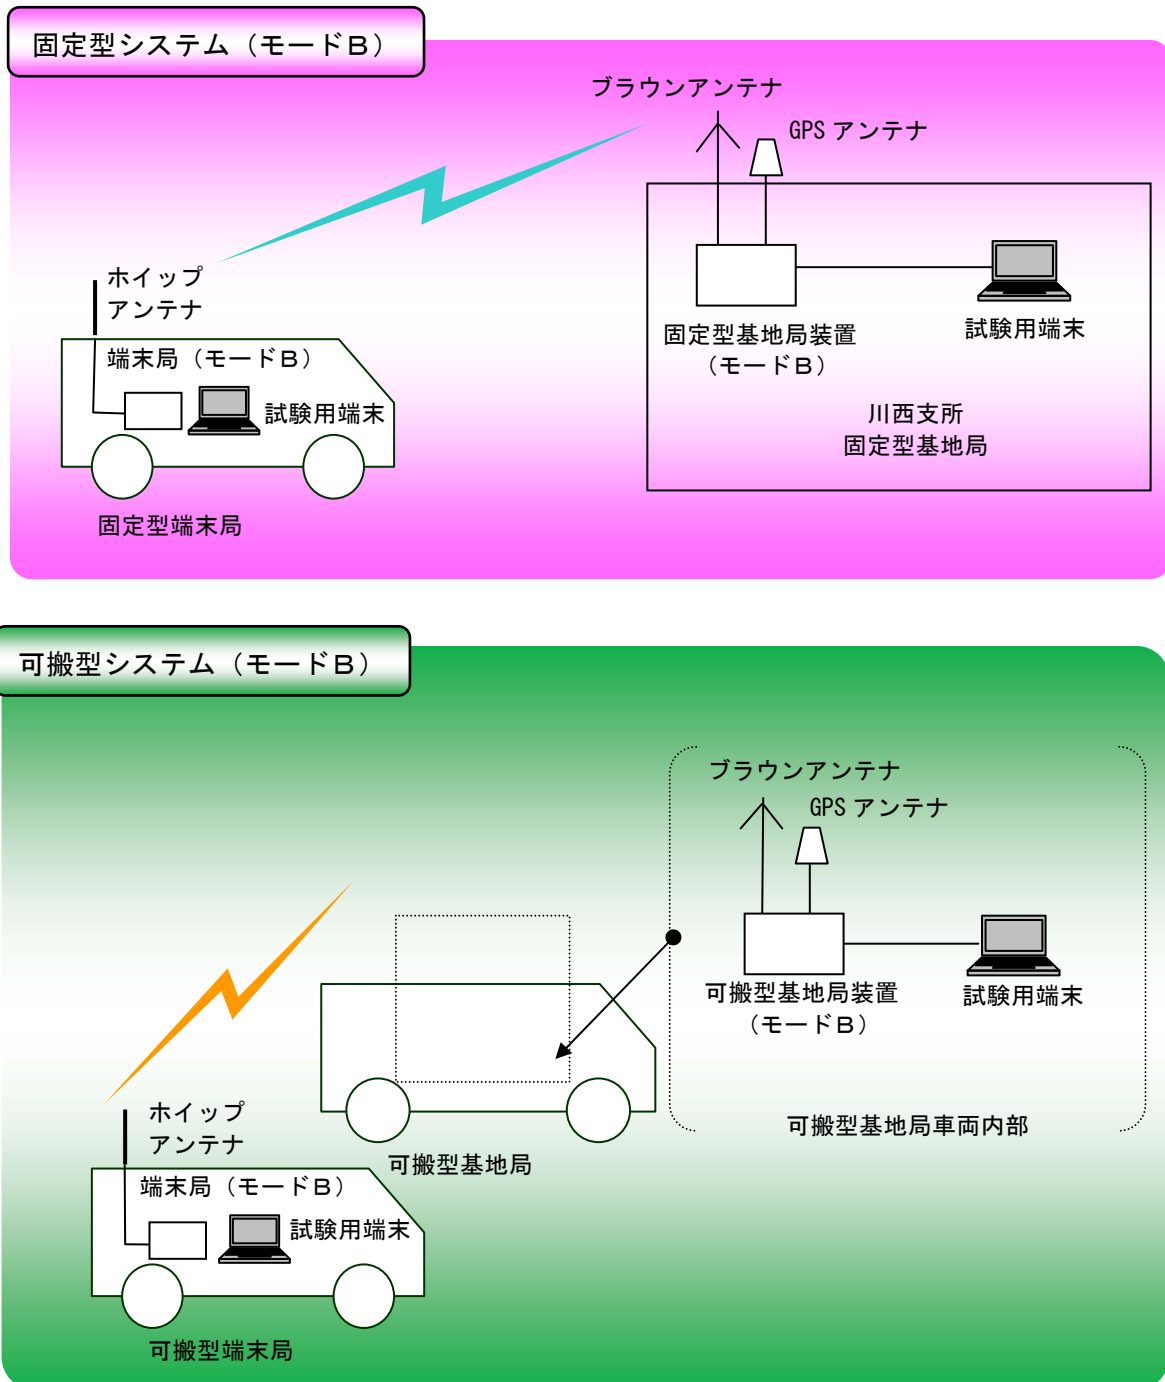 固定型システム（モードＢ）
ブラウンアンテナ
GPS アンテナ
ホイップ
アンテナ
端末局（モードＢ）
試験用端末
固定型端末局
固定型基地局装置
（モードＢ）
試験用端末
川西支所
固定型基地局
可搬型システム（モードＢ）
ブラウンアンテナ
GPS アンテナ
可搬型基地局装置
（モードＢ）
試験用端末
可搬型基地局車両内部
可搬型基地局
ホイップ
アンテナ
端末局（モードＢ）
試験用端末
可搬型端末局